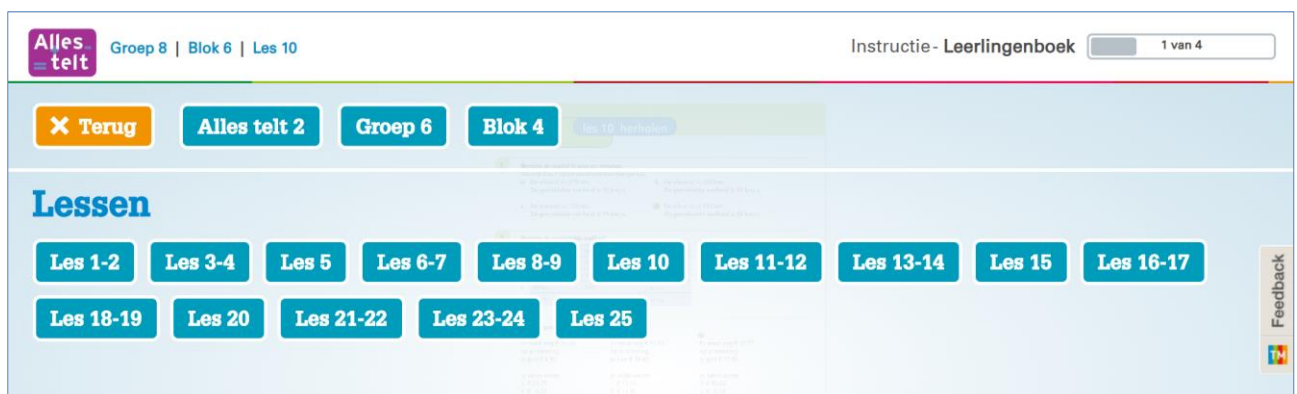 Alles telt
Groep 8 | Blok 6 | Les 10
Instructie - Leerlingenboek
1 van 4
Terug
Alles telt 2
Groep 6
Blok 4
les 10 herhalen
Lessen
Les 1-2
Les 3-4
Les 5
Les 6-7
Les 8-9
Les 10
Les 11-12
Les 13-14
Les 15
Les 16-17
Les 18-19
Les 20
Les 21-22
Les 23-24
Les 25
Feedback
TM